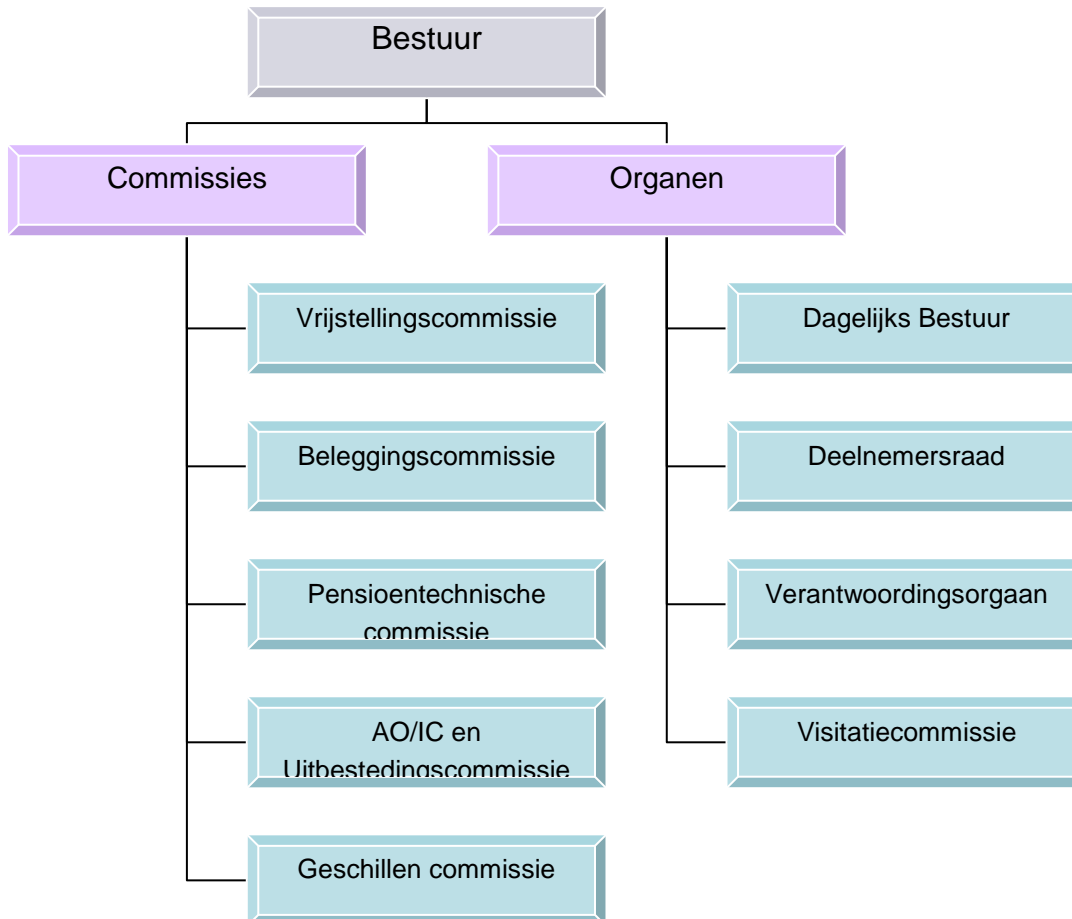 Bestuur
Commissies
Organen
Vrijstellingscommissie
Beleggingscommissie
Pensioentechnische
commissie
AO/IC en
Uitbestedingscommissie
Geschillen commissie
Dagelijks Bestuur
Deelnemersraad
Verantwoordingsorgaan
Visitatiecommissie